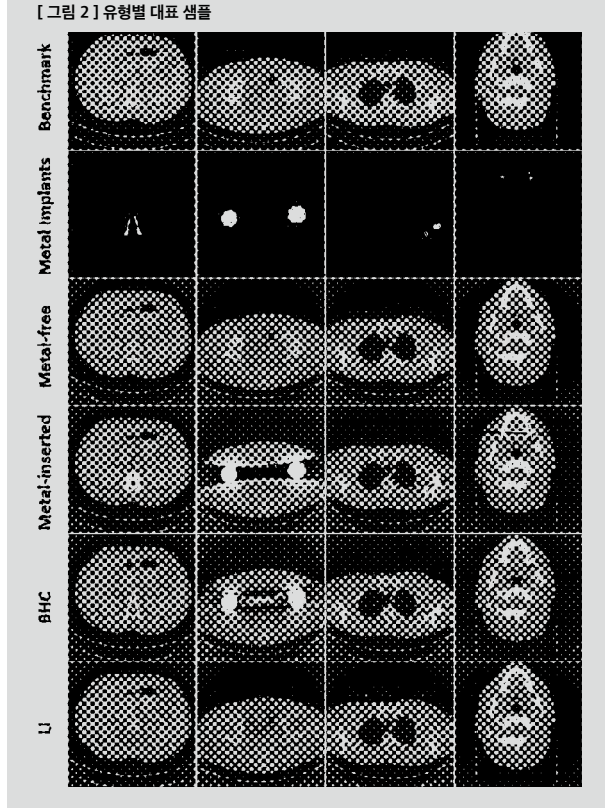 [ 그림 2 ] 유형별 대표 샘플
Benchmark
Metal Implants
Metal-free
Metal-inserted
BHC
LI